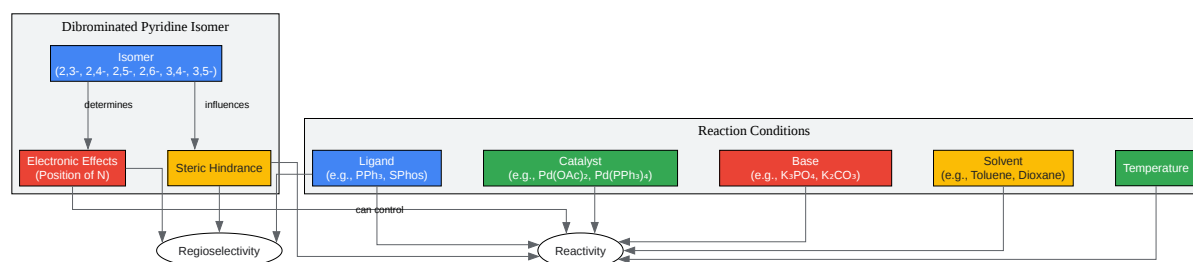 Dibrominated Pyridine Isomer
Isomer
(2,3-, 2,4-, 2,5-, 2,6-, 3,4-, 3,5-)
determines
influences
Electronic Effects
(Position of N)
Steric Hindrance
Reaction Conditions
Ligand
(e.g., PPh₃, SPhos)
Catalyst
(e.g., Pd(OAc)₂, Pd(PPh₃)₄)
Base
(e.g., K₃PO₄, K₂CO₃)
Solvent
(e.g., Toluene, Dioxane)
Temperature
can control
Regioselectivity
Reactivity